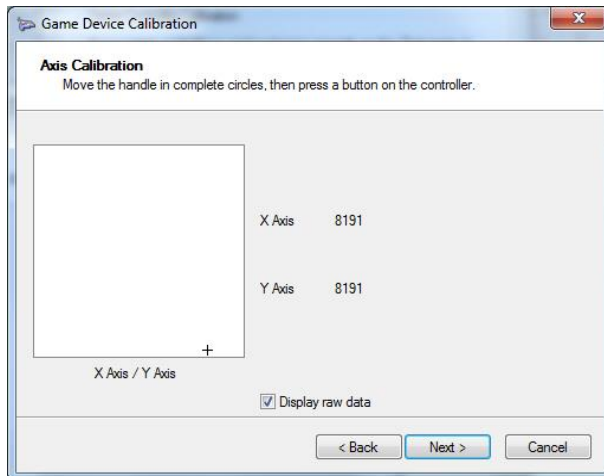 Game Device Calibration
Axis Calibration
Move the handle in complete circles, then press a button on the controller.
X Axis 8191
Y Axis 8191
X Axis / Y Axis
Display raw data
< Back Next > Cancel